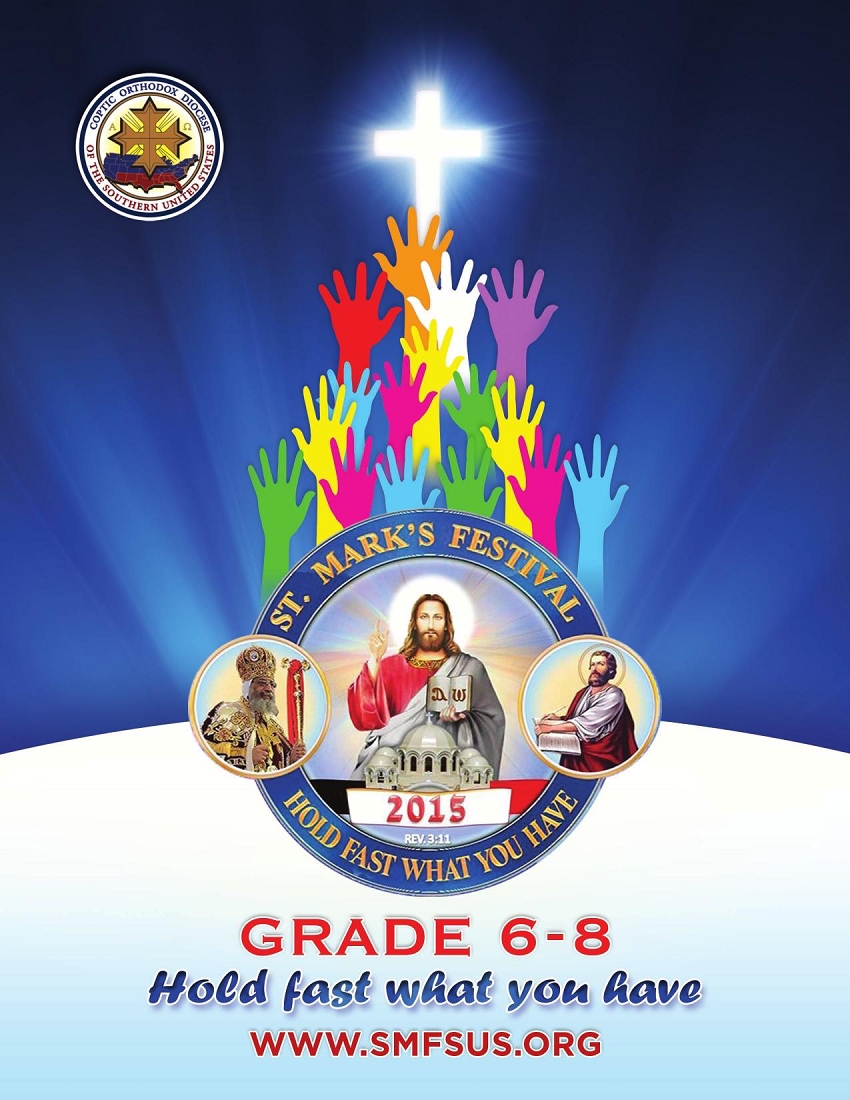 COPTIC ORTHODOX DIOCESE
OF THE SOUTHERN UNITED STATES
Α Ω
ST. MARK'S FESTIVAL
2015
REV. 3:11
HOLD FAST WHAT YOU HAVE
GRADE 6-8
Hold fast what you have
WWW.SMFSUS.ORG